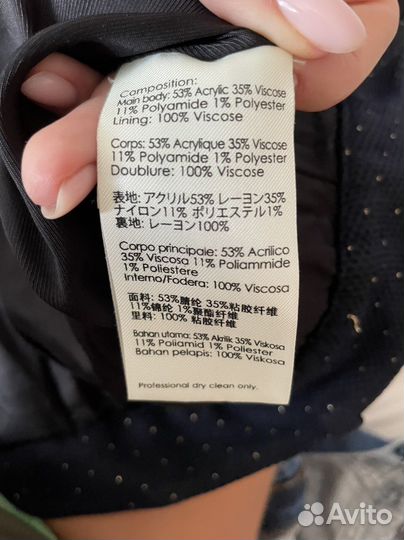 Composition:
Main body: 53% Acrylic 35% Viscose
11% Polyamide 1% Polyester
Lining: 100% Viscose
Corps: 53% Acrylique 35% Viscose
11% Polyamide 1% Polyester
Doublure: 100% Viscose
表地: アクリル53% レーヨン35%
ナイロン11% ポリエステル1%
裏地: レーヨン100%
Corpo principale: 53% Acrilico
35% Viscosa 11% Poliammide
1% Poliestere
Interno/Fodera: 100% Viscosa
面料: 53%腈纶 35%粘胶纤维
11%锦纶 1%聚酯纤维
里料: 100% 粘胶纤维
Bahan utama: 53% Akrilik 35% Viskosa
11% Poliamid 1% Poliester
Bahan pelapis: 100% Viskosa
Professional dry clean only.
Avito